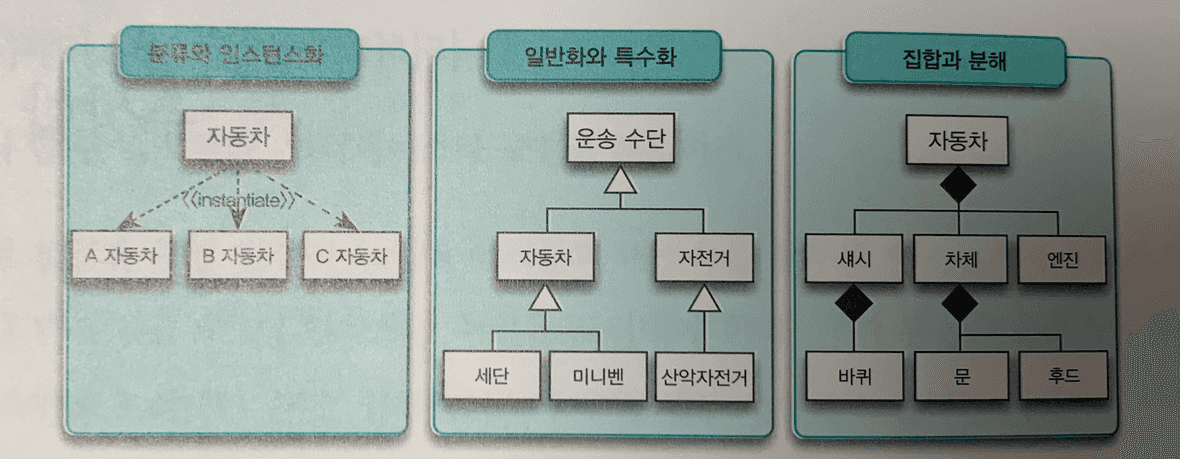 분류와 인스턴스화
자동차
《instantiate》
A 자동차
B 자동차
C 자동차
일반화와 특수화
운송 수단
자동차
자전거
세단
미니벤
산악자전거
집합과 분해
자동차
섀시
차체
엔진
바퀴
문
후드